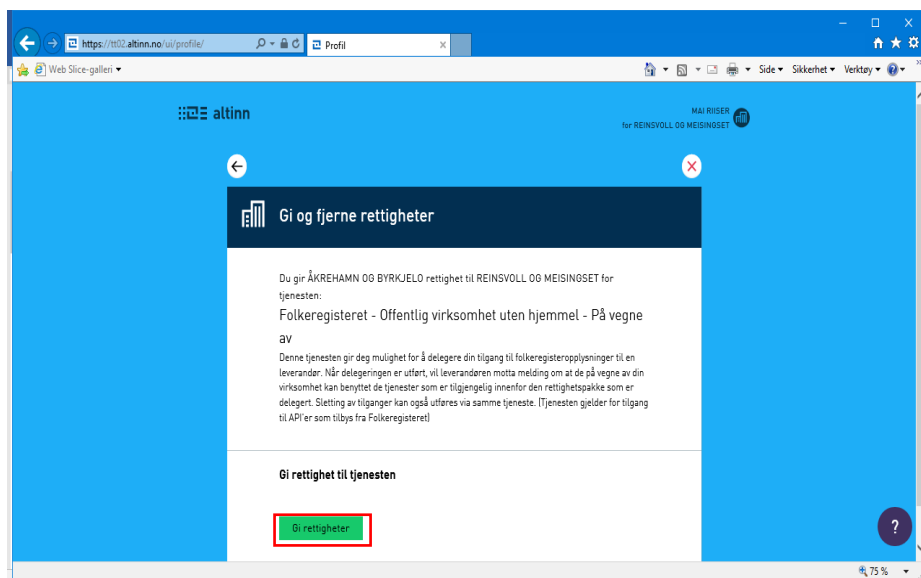 https://tt02.altinn.no/ui/profile/
Profil
Web Slice-galleri
Side
Sikkerhet
Verktøy
altinn
MAI RIISER
for REINSVOLL OG MEISINGSET
Gi og fjerne rettigheter
Du gir ÅKREHAMN OG BYRKJELO rettighet til REINSVOLL OG MEISINGSET for
tjenesten:
Folkeregisteret - Offentlig virksomhet uten hjemmel - På vegne
av
Denne tjenesten gir deg mulighet for å delegere din tilgang til folkeregisteropplysninger til en
leverandør. Når delegeringen er utført, vil leverandøren motta melding om at de på vegne av din
virksomhet kan benyttet de tjenester som er tilgjengelig innenfor den rettighetspakke som er
delegert. Sletting av tilganger kan også utføres via samme tjeneste. (Tjenesten gjelder for tilgang
til API'er som tilbys fra Folkeregisteret)
Gi rettighet til tjenesten
Gi rettigheter
?
75 %